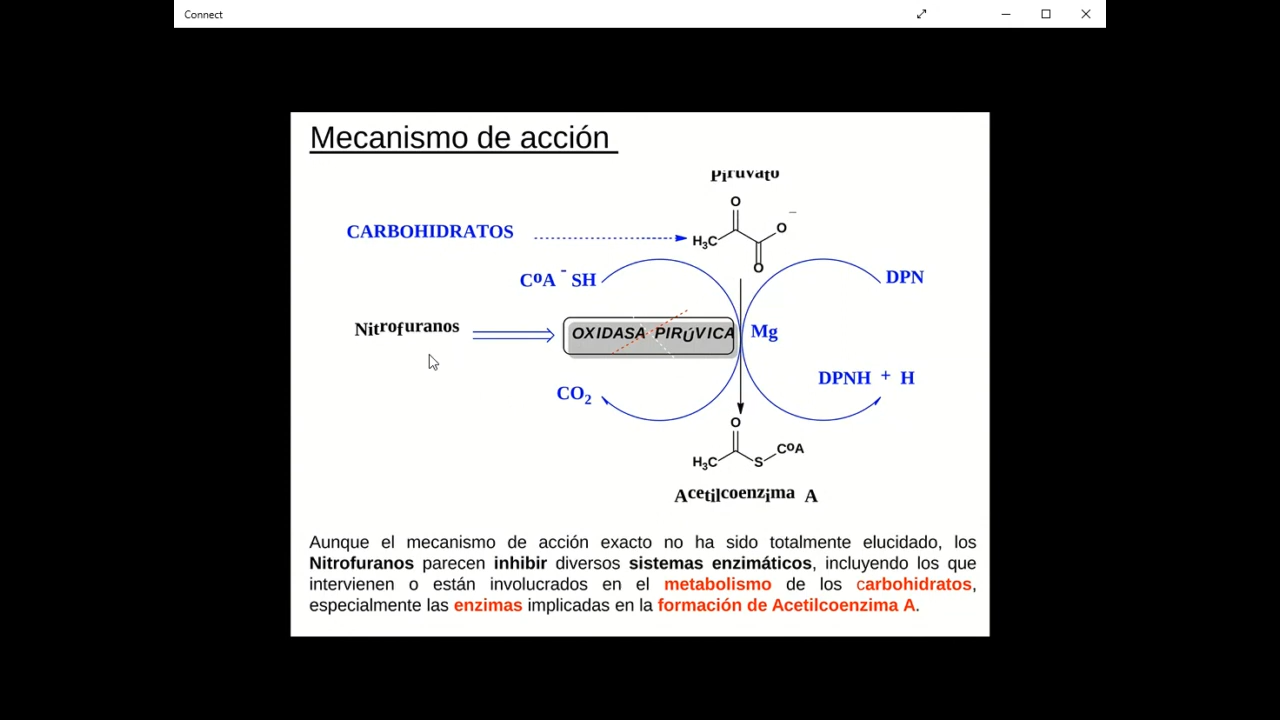 Connect
Mecanismo de acción
Piruvato
O
O
–
CARBOHIDRATOS
H3C
O
CoA - SH
DPN
Nitrofuranos
OXIDASA PIRÚVICA
Mg
DPNH + H
CO2
O
H3C
S
CoA
Acetilcoenzima A
Aunque el mecanismo de acción exacto no ha sido totalmente elucidado, los
Nitrofuranos parecen inhibir diversos sistemas enzimáticos, incluyendo los que
intervienen o están involucrados en el metabolismo de los carbohidratos,
especialmente las enzimas implicadas en la formación de Acetilcoenzima A.